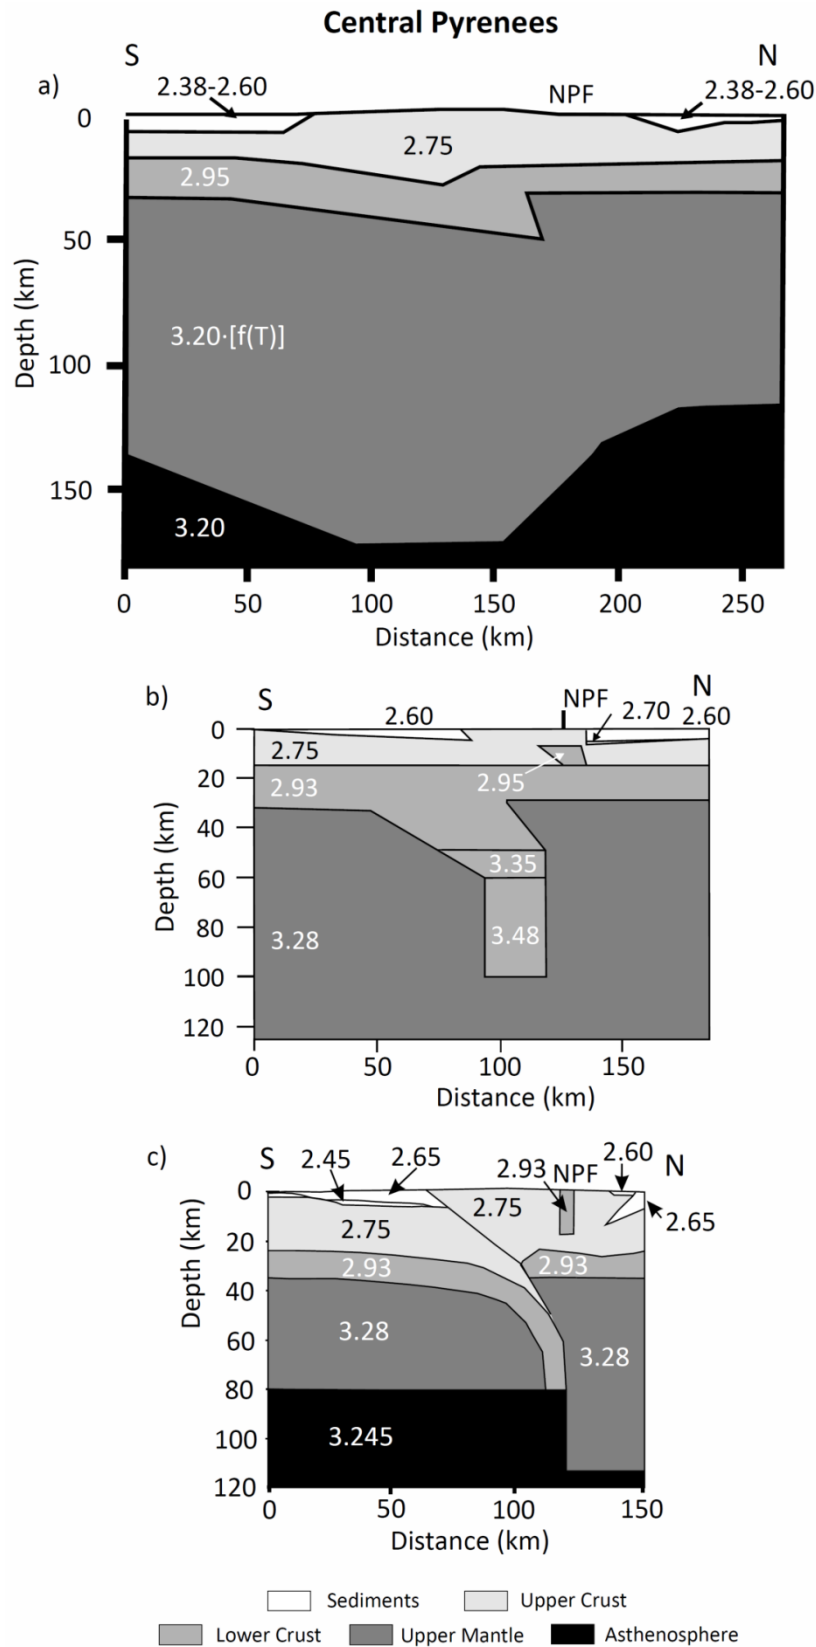 Central Pyrenees
S N
a) 2.38-2.60 NPF 2.38-2.60
0
2.75
2.95
50
3.20·[f(T)]
100
150
3.20
Depth (km)
0 50 100 150 200 250
Distance (km)
b) S NPF N
2.60 2.70 2.60
0
2.75
20
2.93 2.95
40
3.35
60
3.28 3.48
80
100
120
Depth (km)
0 50 100 150
Distance (km)
c) S 2.45 2.65 2.93 NPF 2.60 N
0
2.75 2.75 2.65
20
2.93 2.93
40
3.28 3.28
60
80
3.245
100
120
Depth (km)
0 50 100 150
Distance (km)
Sediments Upper Crust
Lower Crust Upper Mantle Asthenosphere